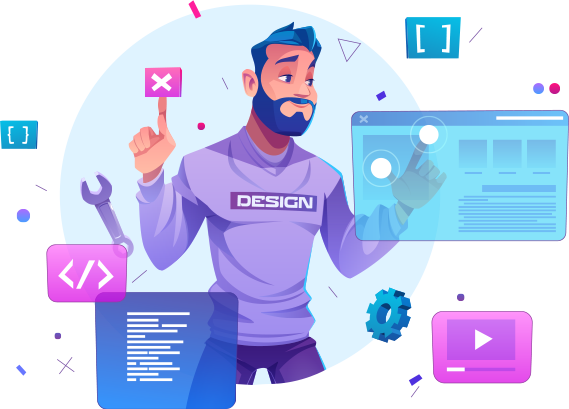 [ ]
{ }
DESIGN
</>